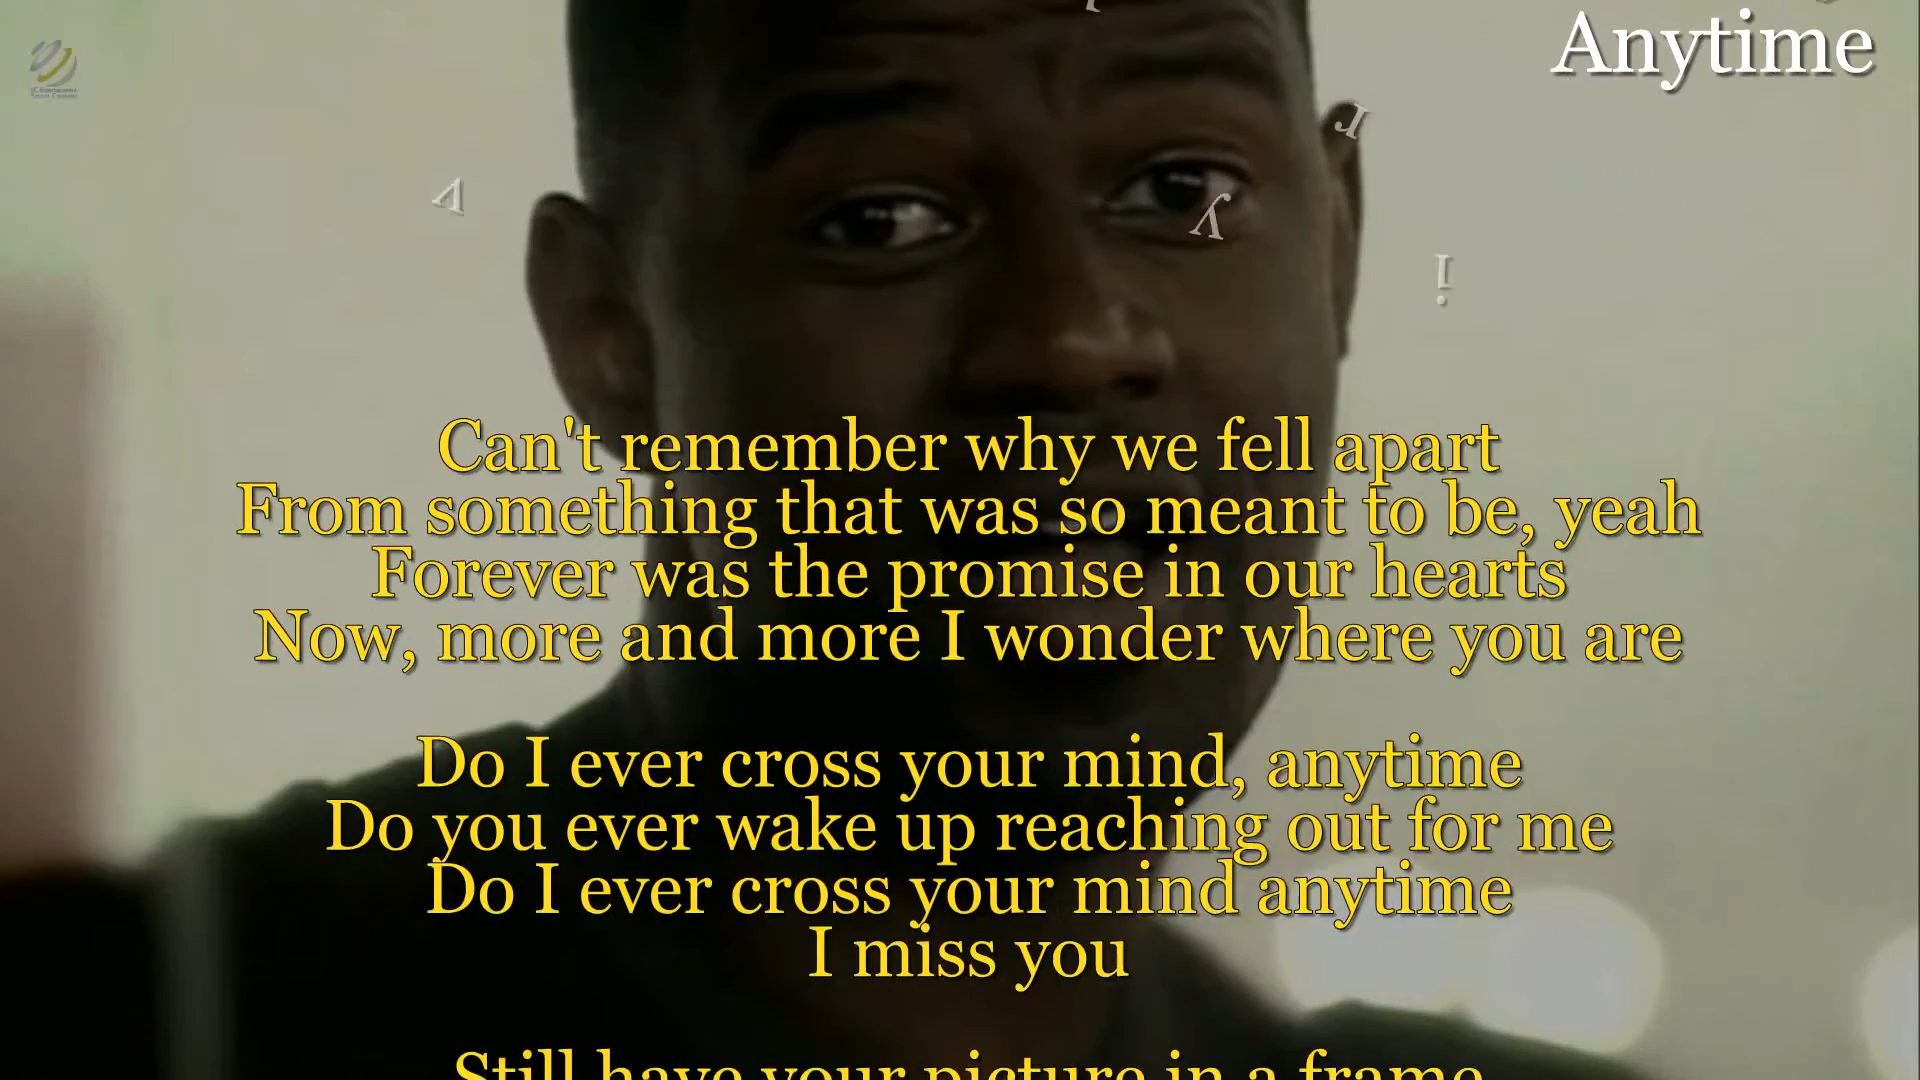 Anytime
r
v
y
i
Can't remember why we fell apart
From something that was so meant to be, yeah
Forever was the promise in our hearts
Now, more and more I wonder where you are
Do I ever cross your mind, anytime
Do you ever wake up reaching out for me
Do I ever cross your mind anytime
I miss you
Still have your picture in a frame